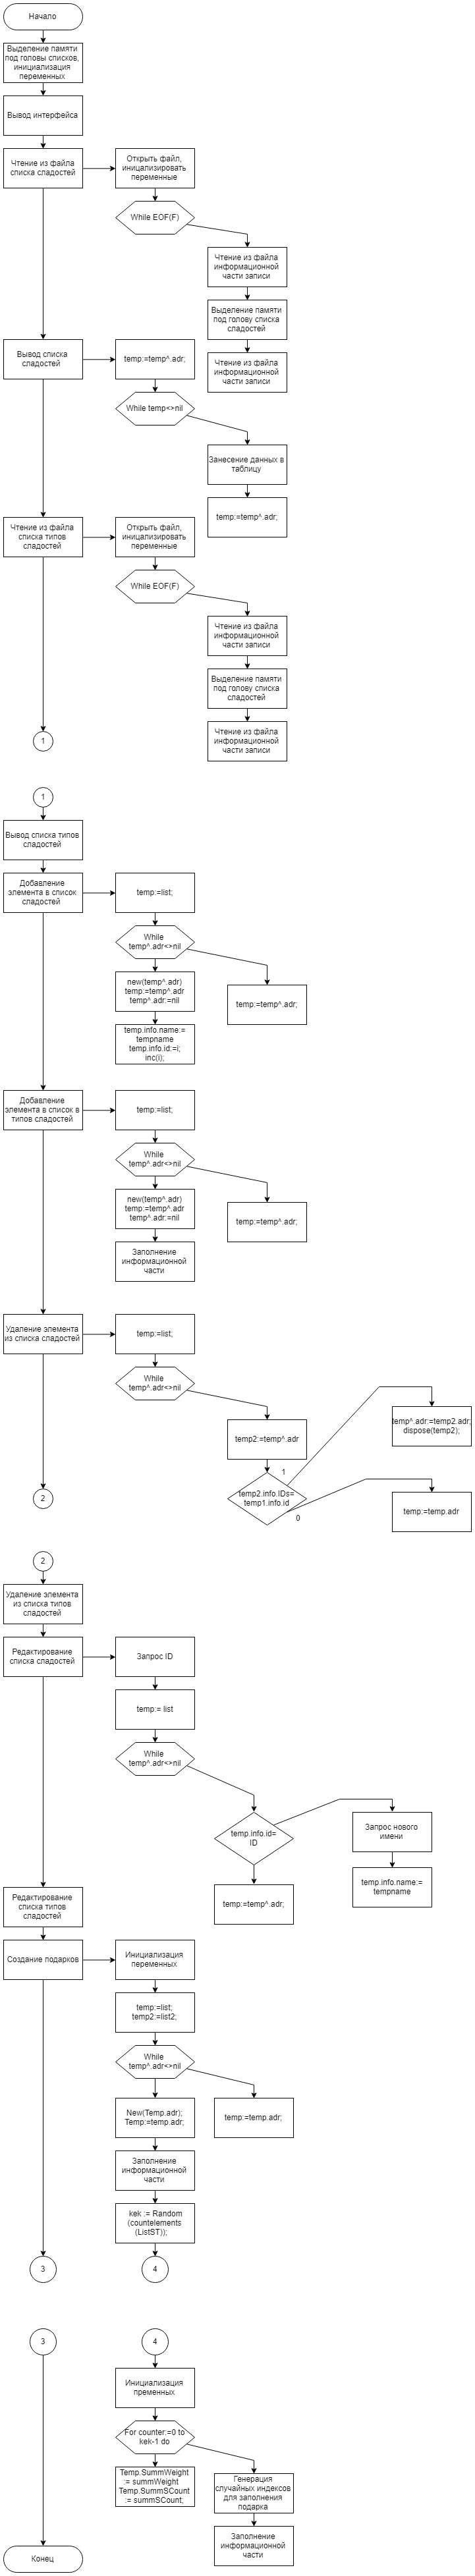 Начало
Выделение памяти
под головы списков,
инициализация
переменных
Вывод интерфейса
Чтение из файла
списка сладостей
Открыть файл,
иницализировать
переменные
While EOF(F)
Чтение из файла
информационной
части записи
Выделение памяти
под голову списка
сладостей
Чтение из файла
информационной
части записи
Вывод списка
сладостей
temp:=temp^.adr;
While temp<>nil
Занесение данных в
таблицу
temp:=temp^.adr;
Чтение из файла
списка типов
сладостей
Открыть файл,
иницализировать
переменные
While EOF(F)
Чтение из файла
информационной
части записи
Выделение памяти
под голову списка
сладостей
Чтение из файла
информационной
части записи
1
1
Вывод списка типов
сладостей
Добавление
элемента в список
сладостей
temp:=list;
While
temp^.adr<>nil
new(temp^.adr)
temp:=temp^.adr
temp^.adr:=nil
temp:=temp^.adr;
temp.info.name:=
tempname
temp.info.id:=i;
inc(i);
Добавление
элемента в список в
типов сладостей
temp:=list;
While
temp^.adr<>nil
new(temp^.adr)
temp:=temp^.adr
temp^.adr:=nil
temp:=temp^.adr;
Заполнение
информационной
части
Удаление элемента
из списка сладостей
temp:=list;
While
temp^.adr<>nil
temp2:=temp^.adr
temp^.adr:=temp2.adr;
dispose(temp2);
1
temp2.info.IDs=
temp1.info.id
0
temp:=temp.adr
2
2
Удаление элемента
из списка типов
сладостей
Редактирование
списка сладостей
Запрос ID
temp:= list
While
temp^.adr<>nil
temp.info.id=
ID
Запрос нового
имени
temp.info.name:=
tempname
temp:=temp^.adr;
Редактирование
списка типов
сладостей
Создание подарков
Инициализация
переменных
temp:=list;
temp2:=list2;
While
temp^.adr<>nil
New(Temp.adr);
Temp:=temp.adr;
temp:=temp.adr;
Заполнение
информационной
части
kek := Random
(countelements
(ListST));
3
4
3
4
Инициализация
пременных
For counter:=0 to
kek-1 do
Temp.SummWeight
:= summWeight
Temp.SummSCount
:= summSCount;
Генерация
случайных индексов
для заполнения
подарка
Заполнение
информационной
части
Конец